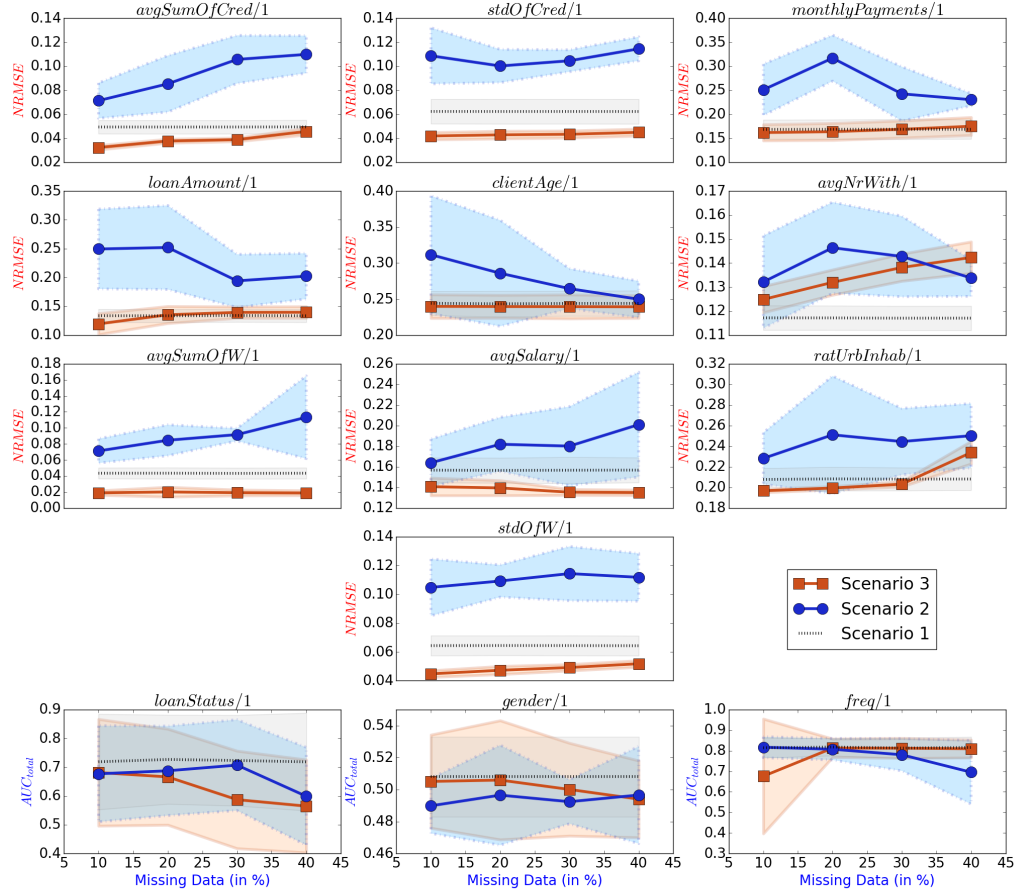 avgSumOfCred/1
stdOfCred/1
monthlyPayments/1
NRMSE
0.14
0.12
0.10
0.08
0.06
0.04
0.02
NRMSE
0.14
0.12
0.10
0.08
0.06
0.04
0.02
NRMSE
0.40
0.35
0.30
0.25
0.20
0.15
0.10
loanAmount/1
clientAge/1
avgNrWith/1
NRMSE
0.35
0.30
0.25
0.20
0.15
0.10
NRMSE
0.40
0.35
0.30
0.25
0.20
NRMSE
0.17
0.16
0.15
0.14
0.13
0.12
0.11
avgSumOfW/1
avgSalary/1
ratUrbInhab/1
NRMSE
0.18
0.16
0.14
0.12
0.10
0.08
0.06
0.04
0.02
0.00
NRMSE
0.26
0.24
0.22
0.20
0.18
0.16
0.14
0.12
NRMSE
0.32
0.30
0.28
0.26
0.24
0.22
0.20
0.18
stdOfW/1
NRMSE
0.14
0.12
0.10
0.08
0.06
0.04
Scenario 3
Scenario 2
Scenario 1
loanStatus/1
gender/1
freq/1
AUCtotal
0.9
0.8
0.7
0.6
0.5
0.4
5 10 15 20 25 30 35 40 45
Missing Data (in %)
AUCtotal
0.54
0.52
0.50
0.48
0.46
5 10 15 20 25 30 35 40 45
Missing Data (in %)
AUCtotal
1.0
0.9
0.8
0.7
0.6
0.5
0.4
0.3
5 10 15 20 25 30 35 40 45
Missing Data (in %)